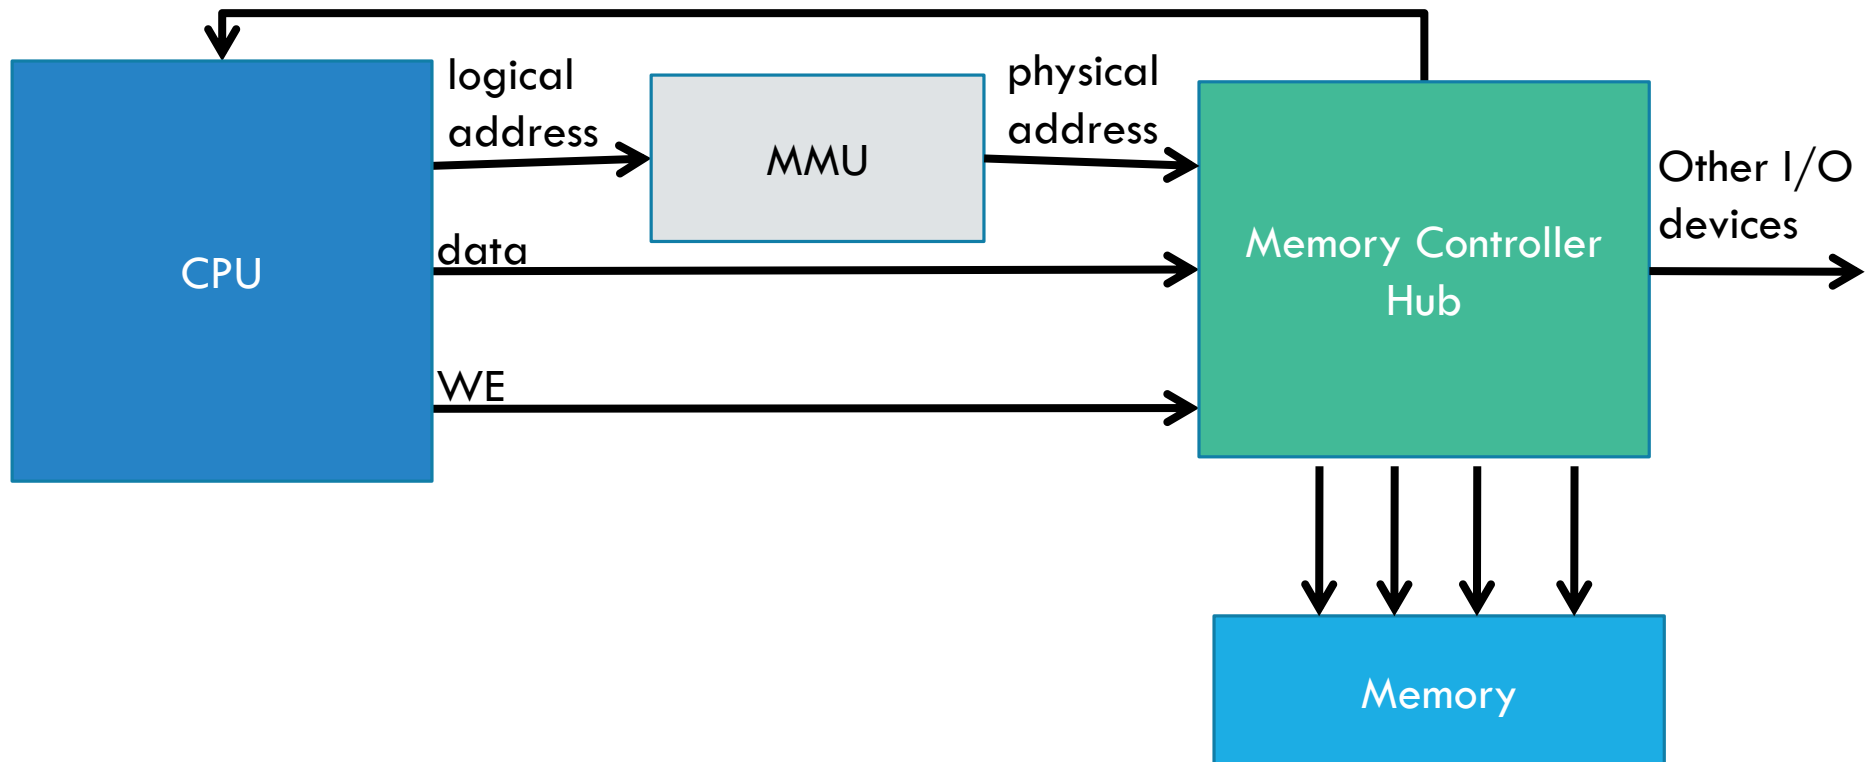 logical
address
MMU
physical
address
Other I/O
devices
CPU
data
WE
Memory Controller
Hub
Memory